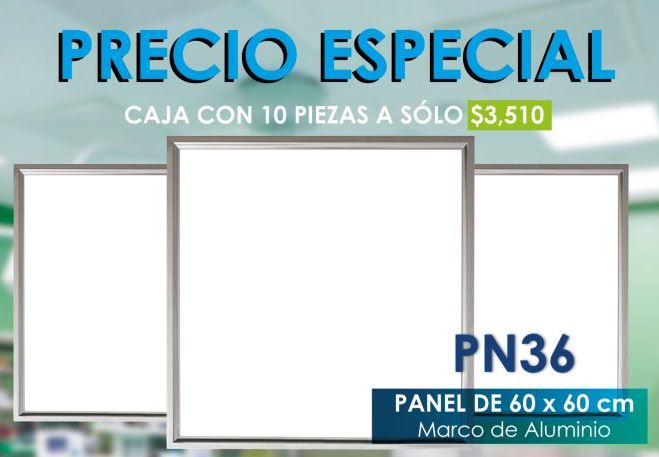 PRECIO ESPECIAL
CAJA CON 10 PIEZAS A SÓLO $3,510
PN36
PANEL DE 60 x 60 cm
Marco de Aluminio